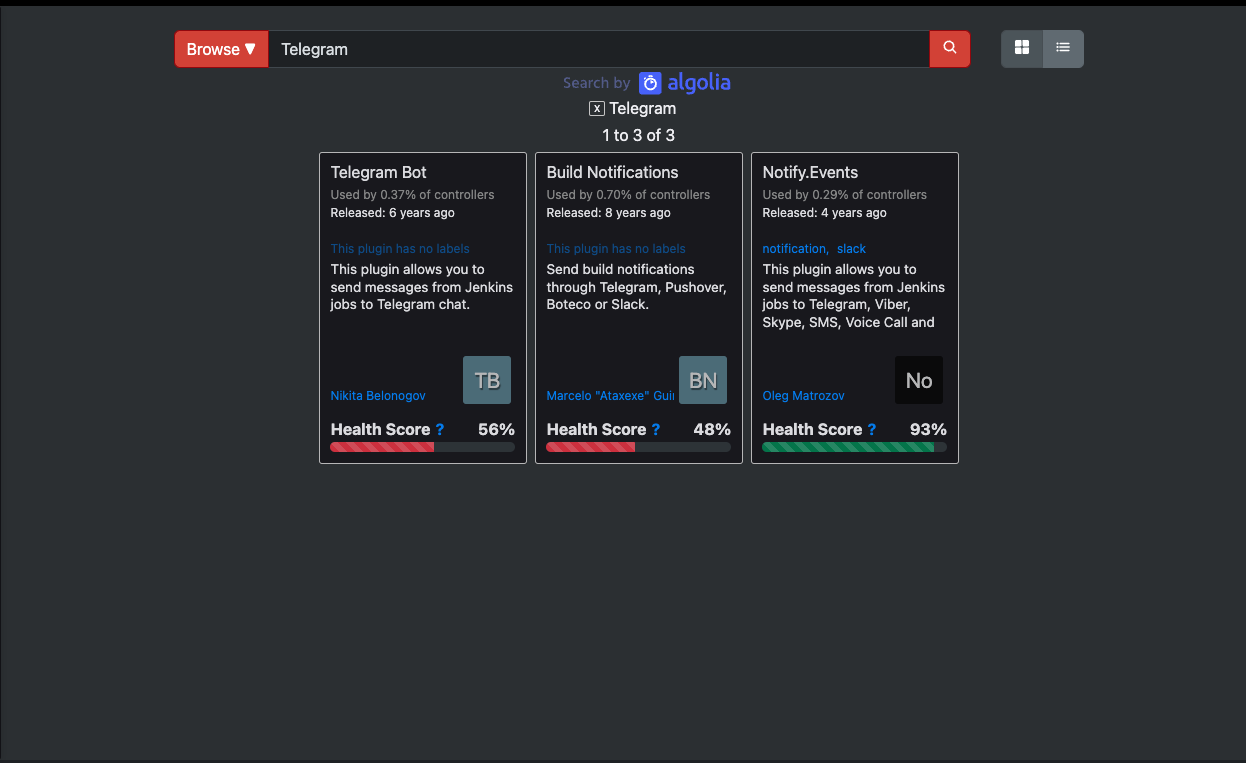 Browse ▼ Telegram
Search by algolia
x Telegram
1 to 3 of 3
Telegram Bot
Used by 0.37% of controllers
Released: 6 years ago
This plugin has no labels
This plugin allows you to
send messages from Jenkins
jobs to Telegram chat.
Nikita Belonogov
TB
Health Score ? 56%
Build Notifications
Used by 0.70% of controllers
Released: 8 years ago
This plugin has no labels
Send build notifications
through Telegram, Pushover,
Boteco or Slack.
Marcelo "Ataxexe" Gui
BN
Health Score ? 48%
Notify.Events
Used by 0.29% of controllers
Released: 4 years ago
notification, slack
This plugin allows you to
send messages from Jenkins
jobs to Telegram, Viber,
Skype, SMS, Voice Call and
Oleg Matrozov
No
Health Score ? 93%